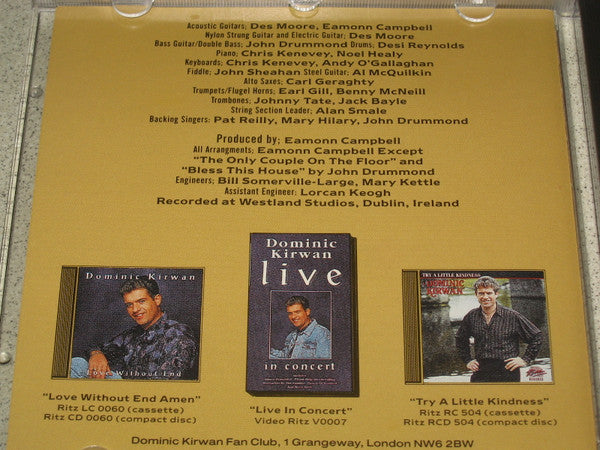 Acoustic Guitars; Des Moore, Eamonn Campbell
Nylon Strung Guitar and Electric Guitar; Des Moore
Bass Guitar/Double Bass; John Drummond Drums; Desi Reynolds
Piano; Chris Kenevey, Noel Healy
Keyboards; Chris Kenevey, Andy O'Gallaghan
Fiddle; John Sheahan Steel Guitar; Al McQuilkin
Alto Saxes; Carl Geraghty
Trumpets/Flugel Horns; Earl Gill, Benny McNeill
Trombones; Johnny Tate, Jack Bayle
String Section Leader; Alan Smale
Backing Singers; Pat Reilly, Mary Hilary, John Drummond
Produced by; Eamonn Campbell
All Arrangments; Eamonn Campbell Except
"The Only Couple On The Floor" and
"Bless This House" by John Drummond
Engineers; Bill Somerville-Large, Mary Kettle
Assistant Engineer; Lorcan Keogh
Recorded at Westland Studios, Dublin, Ireland
Dominic Kirwan
Love Without End
Dominic
Kirwan
live
in concert
TRY A LITTLE KINDNESS
DOMINIC
KIRWAN
"Love Without End Amen"
Ritz LC 0060 (cassette)
Ritz CD 0060 (compact disc)
"Live In Concert"
Video Ritz V0007
"Try A Little Kindness"
Ritz RC 504 (cassette)
Ritz RCD 504 (compact disc)
Dominic Kirwan Fan Club, 1 Grangeway, London NW6 2BW